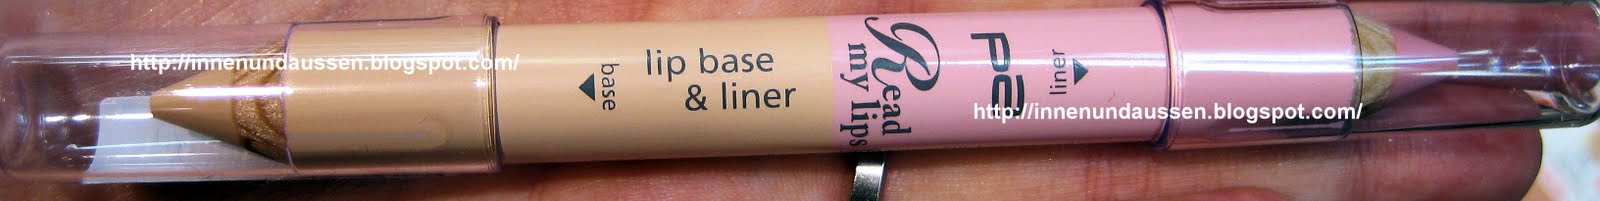 http://innenundaussen.blogspot.com/
base
lip base
& liner
Read
my lips
P2
liner
http://innenundaussen.blogspot.com/